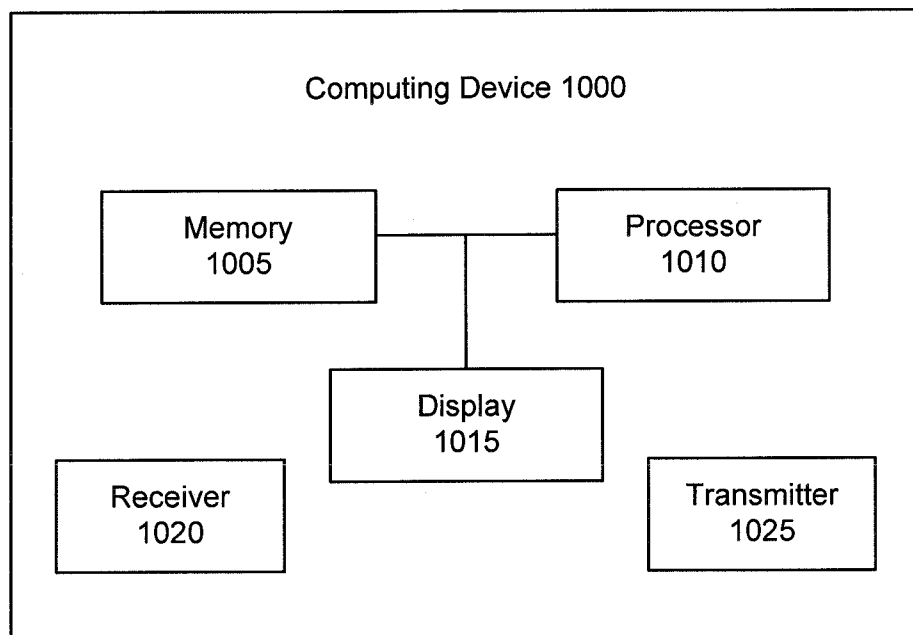 Computing Device 1000
Memory
1005
Processor
1010
Display
1015
Receiver
1020
Transmitter
1025